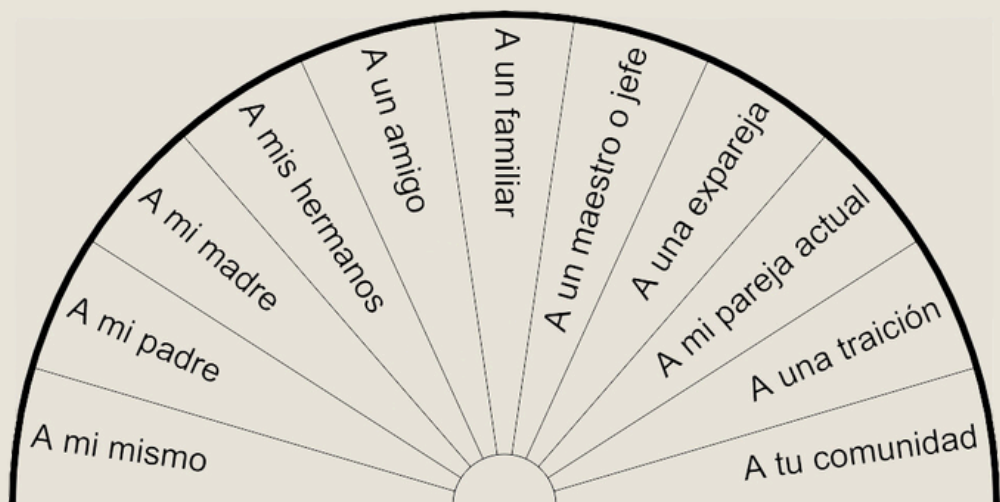 A mi mismo
A mi padre
A mi madre
A mis hermanos
A un amigo
A un familiar
A un maestro o jefe
A una expareja
A mi pareja actual
A una traición
A tu comunidad